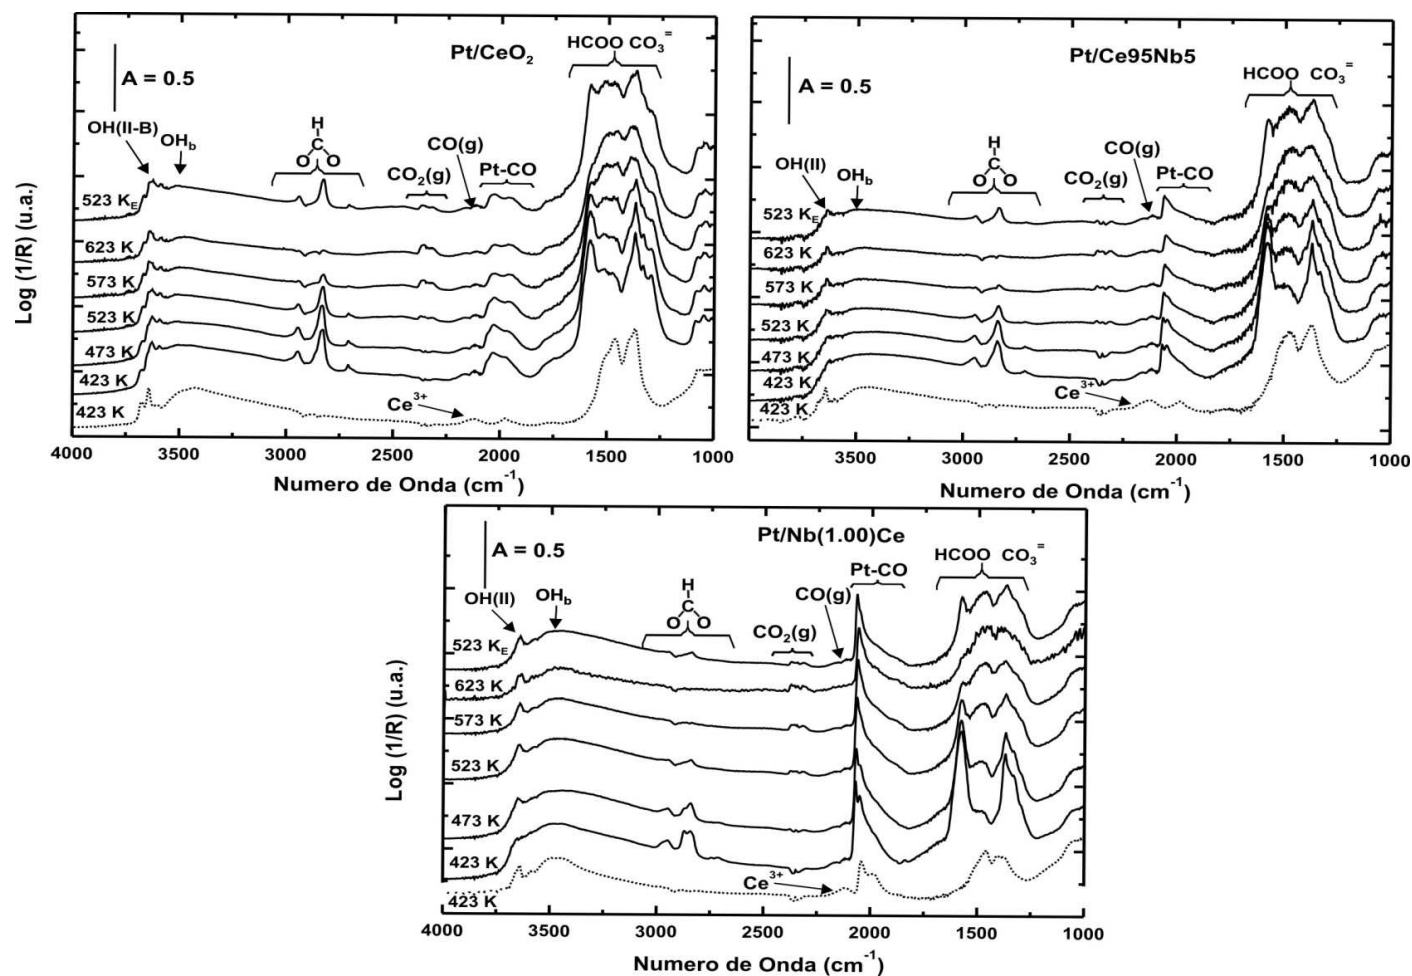 Pt/CeO2
HCOO CO3=
A = 0.5
OH(II-B)
OHb
H
C
O O
CO2(g)
CO(g)
Pt-CO
523 KE
623 K
573 K
523 K
473 K
423 K
423 K
Ce3+
Log (1/R) (u.a.)
4000 3500 3000 2500 2000 1500 1000
Numero de Onda (cm-1)
Pt/Ce95Nb5
HCOO CO3=
A = 0.5
OH(II)
OHb
H
C
O O
CO2(g)
CO(g)
Pt-CO
523 KE
623 K
573 K
523 K
473 K
423 K
423 K
Ce3+
3500 3000 2500 2000 1500 1000
Numero de Onda (cm-1)
Pt/Nb(1.00)Ce
HCOO CO3=
A = 0.5
OH(II)
OHb
H
C
O O
CO2(g)
CO(g)
Pt-CO
523 KE
623 K
573 K
523 K
473 K
423 K
423 K
Ce3+
Log (1/R) (u.a.)
4000 3500 3000 2500 2000 1500 1000
Numero de Onda (cm-1)